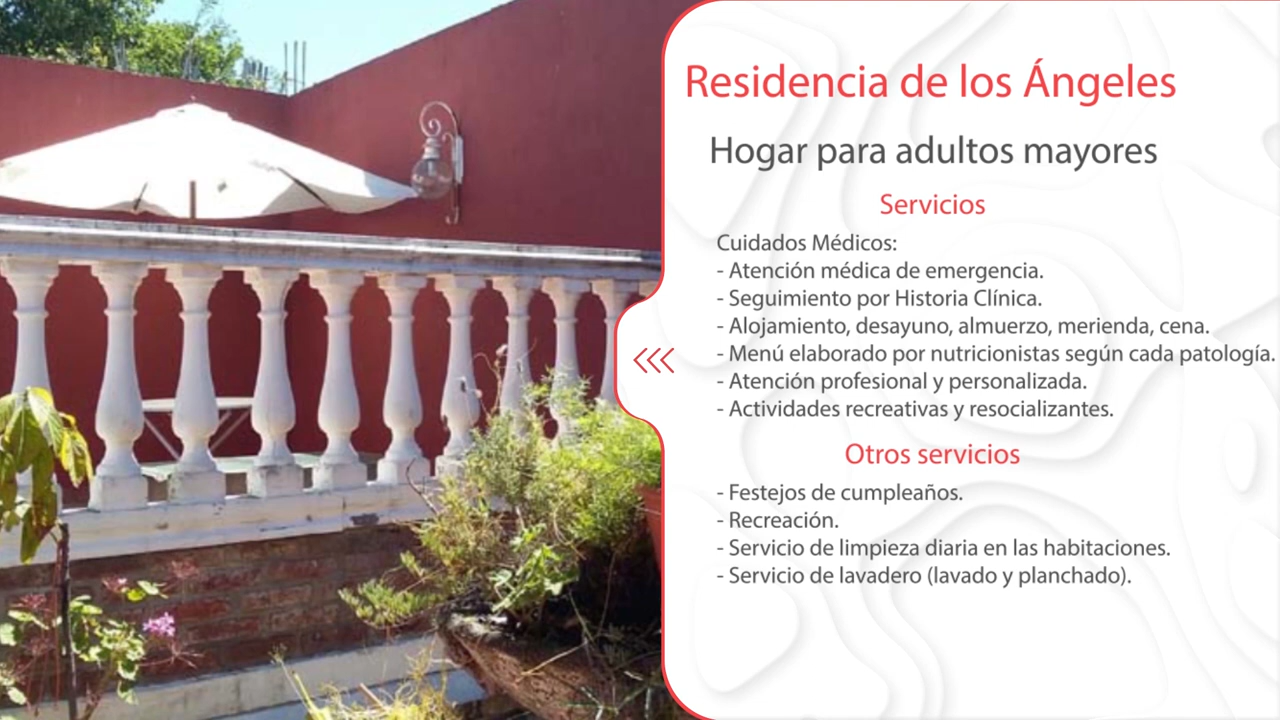 Residencia de los Ángeles
Hogar para adultos mayores
Servicios
Cuidados Médicos:
- Atención médica de emergencia.
- Seguimiento por Historia Clínica.
- Alojamiento, desayuno, almuerzo, merienda, cena.
- Menú elaborado por nutricionistas según cada patología.
- Atención profesional y personalizada.
- Actividades recreativas y resocializantes.
Otros servicios
- Festejos de cumpleaños.
- Recreación.
- Servicio de limpieza diaria en las habitaciones.
- Servicio de lavadero (lavado y planchado).